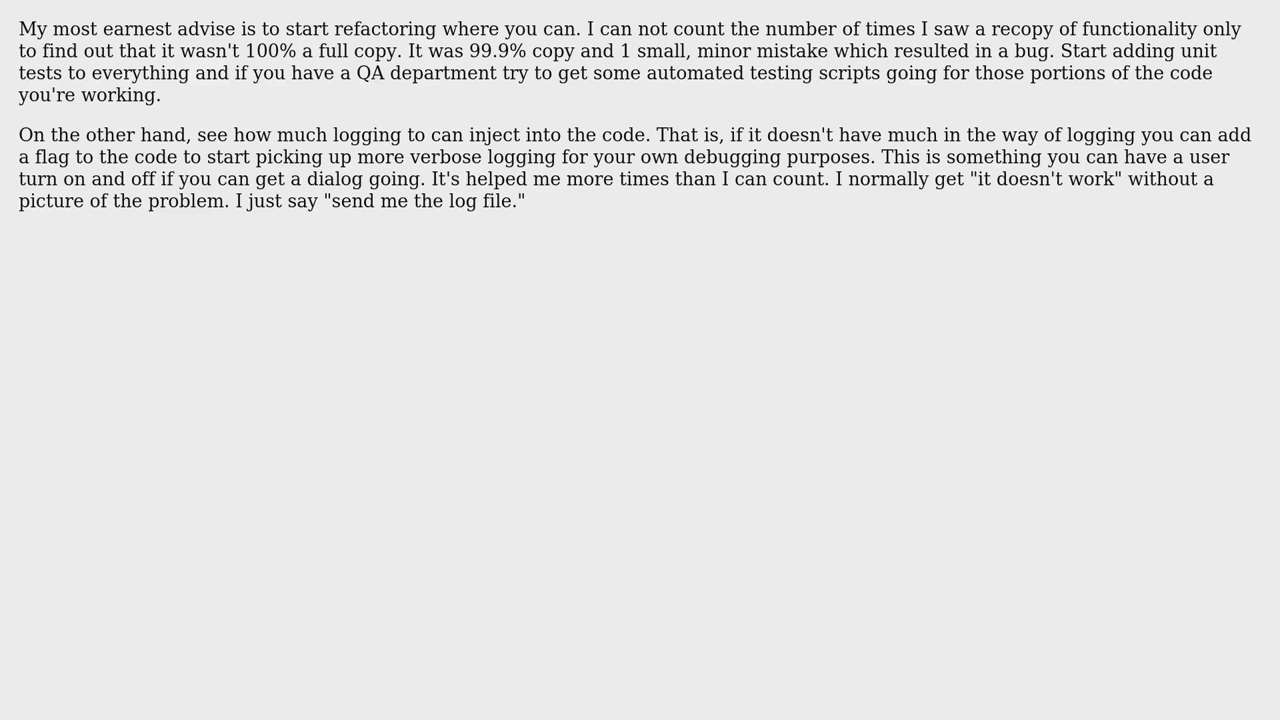 My most earnest advise is to start refactoring where you can. I can not count the number of times I saw a recopy of functionality only
to find out that it wasn't 100% a full copy. It was 99.9% copy and 1 small, minor mistake which resulted in a bug. Start adding unit
tests to everything and if you have a QA department try to get some automated testing scripts going for those portions of the code
you're working.
On the other hand, see how much logging to can inject into the code. That is, if it doesn't have much in the way of logging you can add
a flag to the code to start picking up more verbose logging for your own debugging purposes. This is something you can have a user
turn on and off if you can get a dialog going. It's helped me more times than I can count. I normally get "it doesn't work" without a
picture of the problem. I just say "send me the log file."